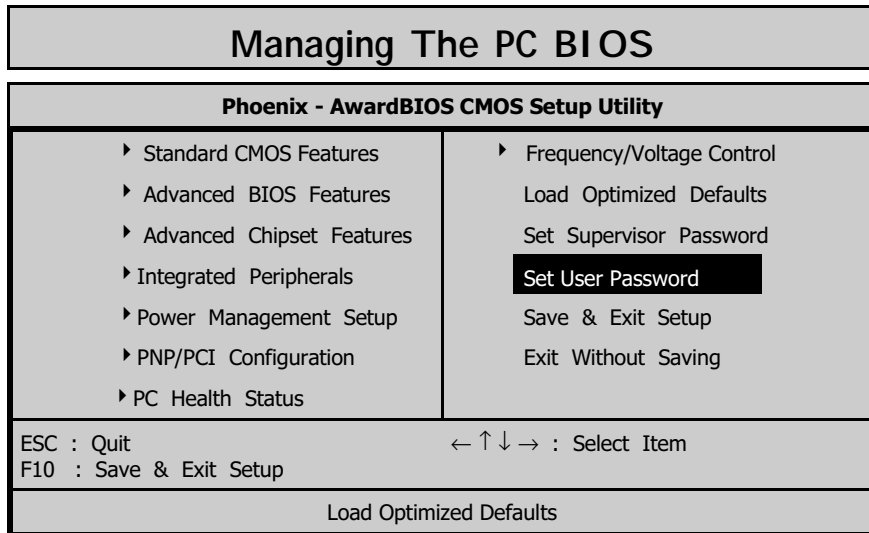 Managing The PC BIOS
Phoenix - AwardBIOS CMOS Setup Utility
‣ Standard CMOS Features
‣ Advanced BIOS Features
‣ Advanced Chipset Features
‣ Integrated Peripherals
‣ Power Management Setup
‣ PNP/PCI Configuration
‣ PC Health Status
‣ Frequency/Voltage Control
Load Optimized Defaults
Set Supervisor Password
Set User Password
Save & Exit Setup
Exit Without Saving
ESC : Quit
← ↑ ↓ → : Select Item
F10 : Save & Exit Setup
Load Optimized Defaults